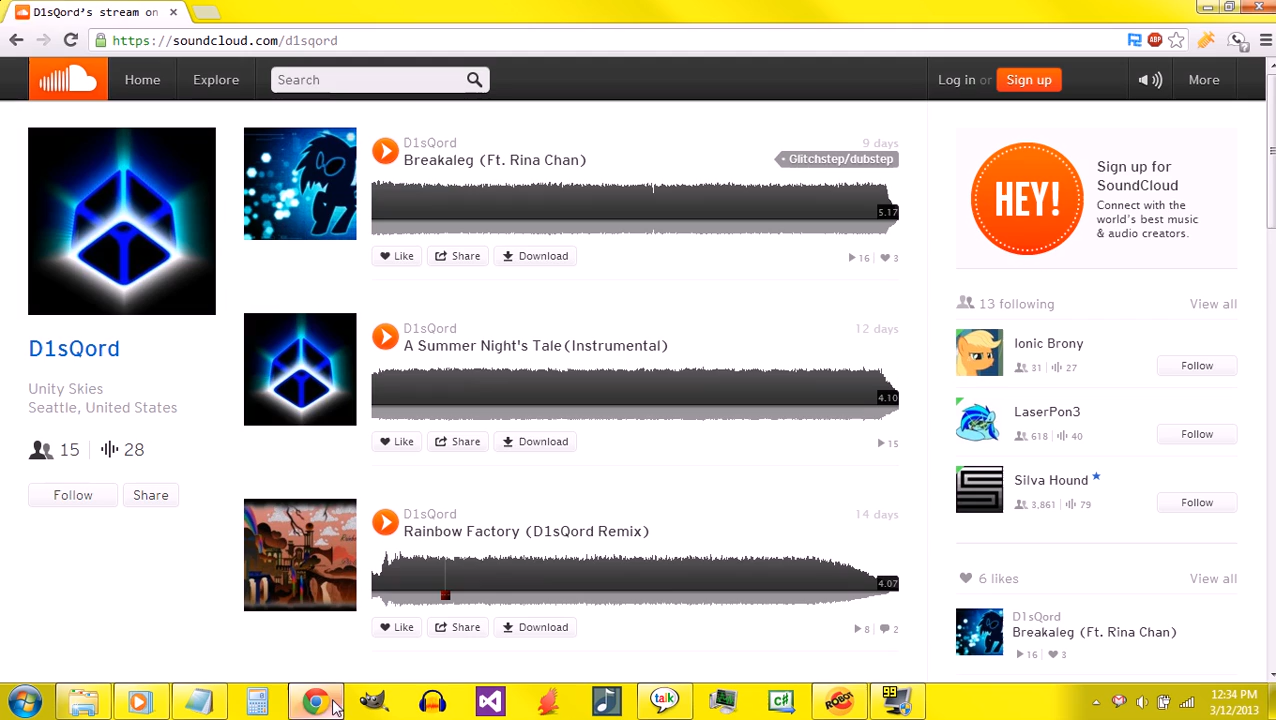 D1sQord's stream on
https://soundcloud.com/d1sqord
ABP
Home
Explore
Search
Log in or
Sign up
More
D1sQord
Unity Skies
Seattle, United States
15
28
Follow
Share
D1sQord
9 days
Breakaleg (Ft. Rina Chan)
Glitchstep/dubstep
5.17
Like
Share
Download
16
3
D1sQord
12 days
A Summer Night's Tale(Instrumental)
4.10
Like
Share
Download
15
D1sQord
14 days
Rainbow Factory (D1sQord Remix)
4.07
Like
Share
Download
8
2
HEY!
Sign up for
SoundCloud
Connect with the
world's best music
& audio creators.
13 following
View all
Ionic Brony
31
27
Follow
LaserPon3
618
40
Follow
Silva Hound
3,861
79
Follow
6 likes
View all
D1sQord
Breakaleg (Ft. Rina Chan)
16
3
talk
C#
ROBOT
99
12:34 PM
3/12/2013